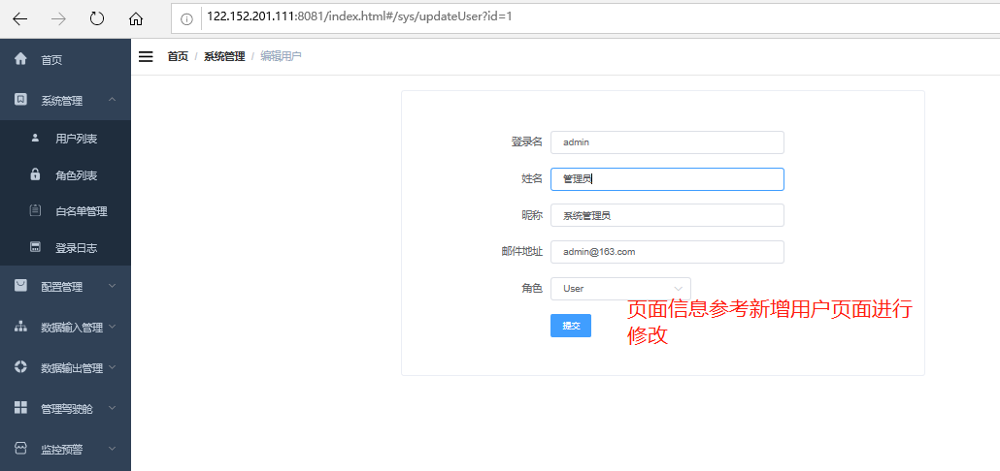 122.152.201.111:8081/index.html#/sys/updateUser?id=1
首页 / 系统管理 / 编辑用户
首页
系统管理
用户列表
角色列表
白名单管理
登录日志
配置管理
数据输入管理
数据输出管理
管理驾驶舱
监控预警
登录名 admin
姓名 管理员
昵称 系统管理员
邮件地址 admin@163.com
角色 User
提交
页面信息参考新增用户页面进行
修改